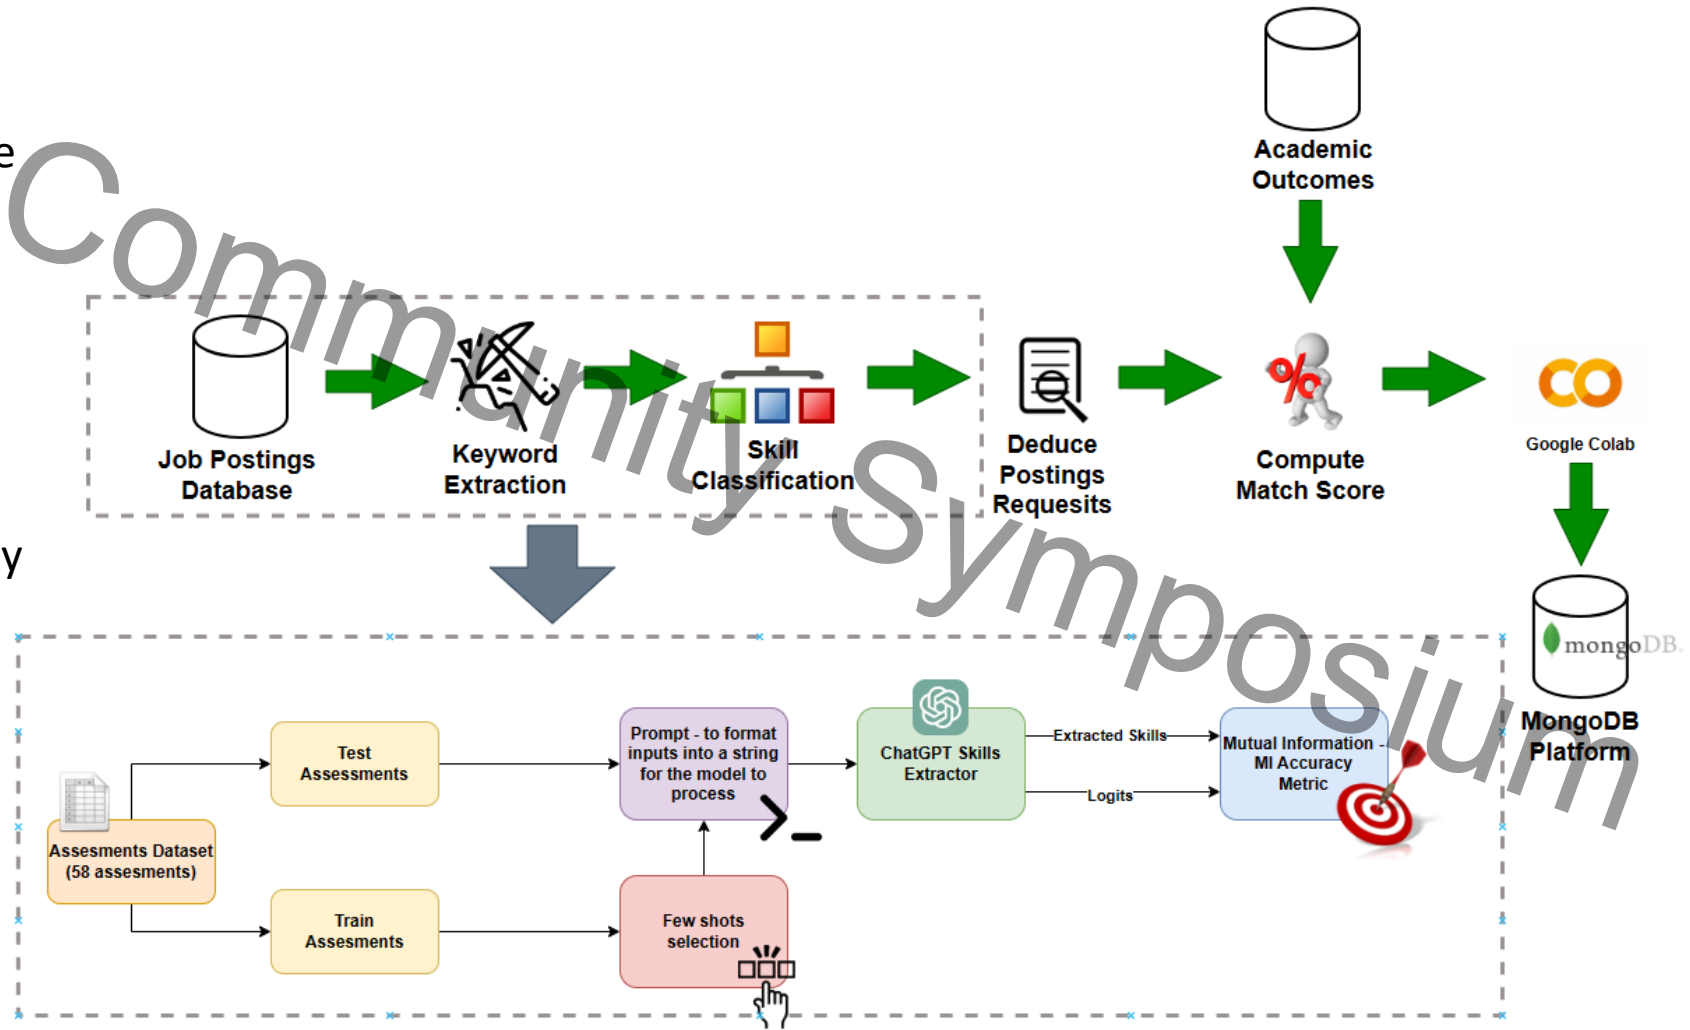 e
y
Community Symposium
Academic
Outcomes
Job Postings
Database
Keyword
Extraction
Skill
Classification
Deduce
Postings
Requesits
Compute
Match Score
Google Colab
mongoDB.
MongoDB
Platform
Assesments Dataset
(58 assesments)
Test
Assessments
Train
Assesments
Prompt - to format
inputs into a string
for the model to
process
Few shots
selection
ChatGPT Skills
Extractor
Extracted Skills
Logits
Mutual Information -
MI Accuracy
Metric